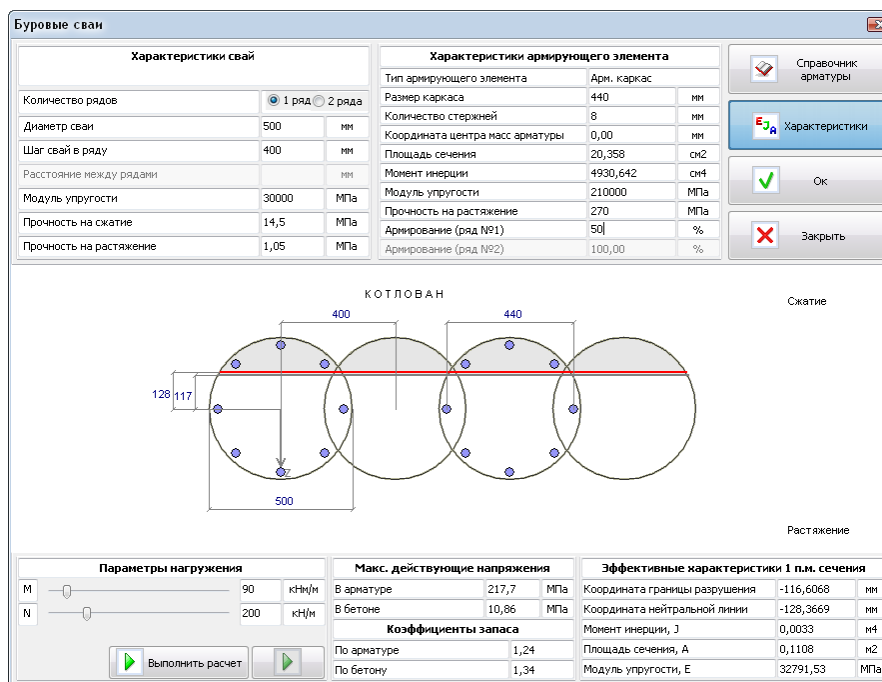 Буровые сваи
Характеристики свай
Количество рядов 1 ряд 2 ряда
Диаметр сваи 500 мм
Шаг свай в ряду 400 мм
Расстояние между рядами мм
Модуль упругости 30000 МПа
Прочность на сжатие 14,5 МПа
Прочность на растяжение 1,05 МПа
Характеристики армирующего элемента
Тип армирующего элемента Арм. каркас
Размер каркаса 440 мм
Количество стержней 8 мм
Координата центра масс арматуры 0,00 мм
Площадь сечения 20,358 см2
Момент инерции 4930,642 см4
Модуль упругости 210000 МПа
Прочность на растяжение 270 МПа
Армирование (ряд №1) 50 %
Армирование (ряд №2) 100,00 %
Справочник
арматуры
EJA Характеристики
Ок
Закрыть
КОТЛОВАН
Сжатие
400 440
128 117
Z
500
Растяжение
Параметры нагружения
M 90 кНм/м
N 200 кН/м
Выполнить расчет
Макс. действующие напряжения
В арматуре 217,7 МПа
В бетоне 10,86 МПа
Коэффициенты запаса
По арматуре 1,24
По бетону 1,34
Эффективные характеристики 1 п.м. сечения
Координата границы разрушения -116,6068 мм
Координата нейтральной линии -128,3669 мм
Момент инерции, J 0,0033 м4
Площадь сечения, A 0,1108 м2
Модуль упругости, E 32791,53 МПа